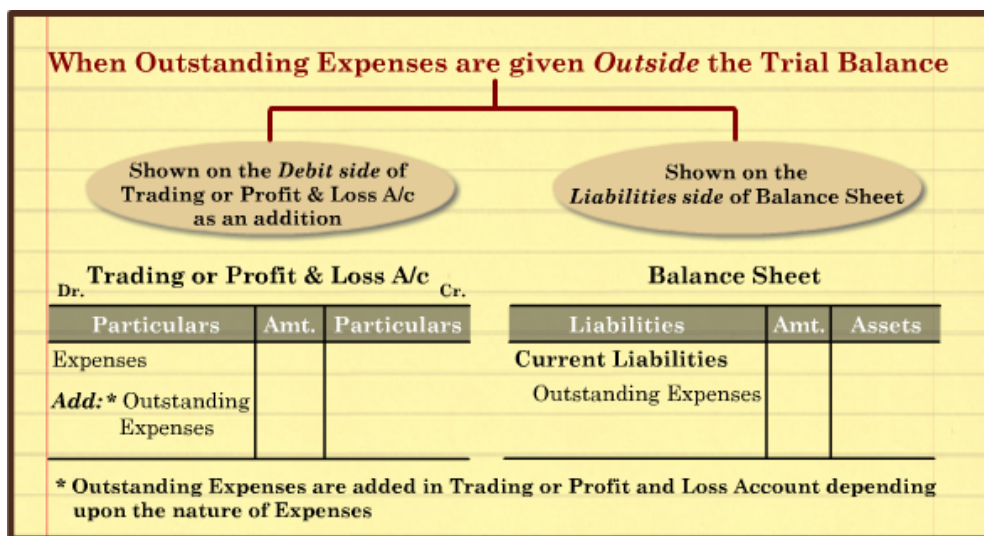 When Outstanding Expenses are given Outside the Trial Balance
Shown on the Debit side of
Trading or Profit & Loss A/c
as an addition
Shown on the
Liabilities side of Balance Sheet
Trading or Profit & Loss A/c
Dr.
Cr.
Particulars Amt. Particulars
Expenses
Add:* Outstanding
Expenses
Balance Sheet
Liabilities Amt. Assets
Current Liabilities
Outstanding Expenses
* Outstanding Expenses are added in Trading or Profit and Loss Account depending
upon the nature of Expenses